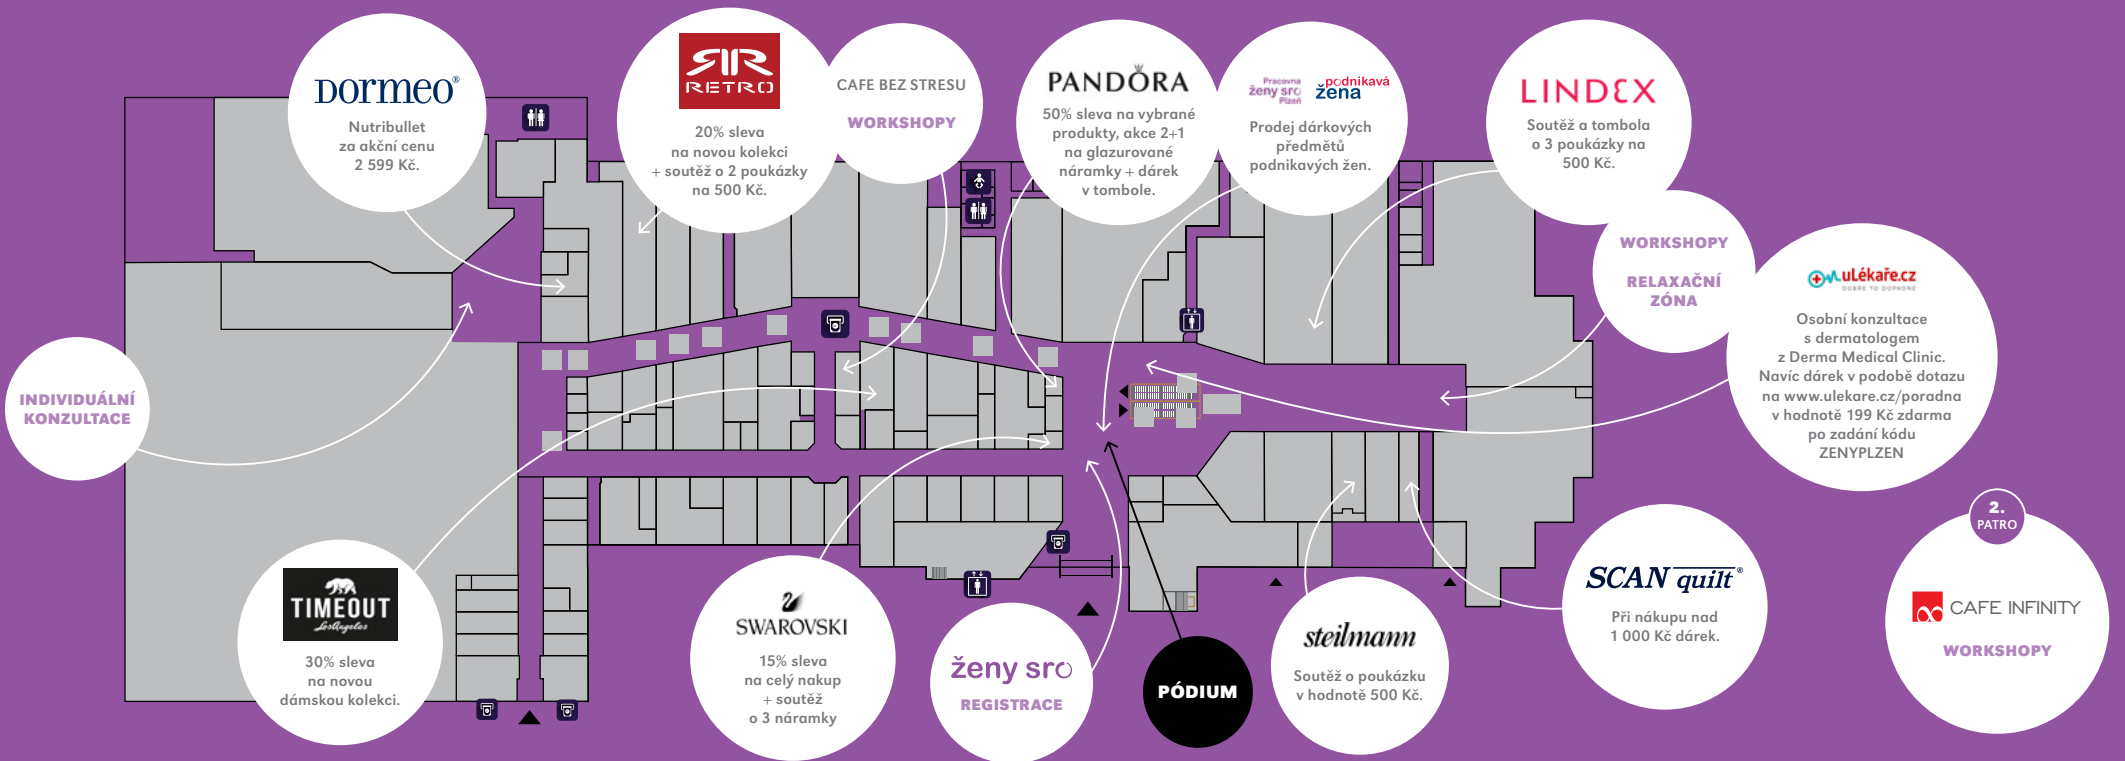 Dormeo®
Nutribullet
za akční cenu
2 599 Kč.
RETRO
20% sleva
na novou kolekci
+ soutěž o 2 poukázky
na 500 Kč.
CAFE BEZ STRESU
WORKSHOPY
PANDORA
50% sleva na vybrané
produkty, akce 2+1
na glazurované
náramky + dárek
v tombole.
Pracovna
ženy sro
Plzeň
podnikavá
žena
Prodej dárkových
předmětů
podnikavých žen.
LINDEX
Soutěž a tombola
o 3 poukázky na
500 Kč.
WORKSHOPY
RELAXAČNÍ
ZÓNA
uLékaře.cz
DOBŘE TO DOPADNE
Osobní konzultace
s dermatologem
z Derma Medical Clinic.
Navíc dárek v podobě dotazu
na www.ulekare.cz/poradna
v hodnotě 199 Kč zdarma
po zadání kódu
ZENYPLZEN
INDIVIDUÁLNÍ
KONZULTACE
TIMEOUT
Los Angeles
30% sleva
na novou
dámskou kolekci.
SWAROVSKI
15% sleva
na celý nakup
+ soutěž
o 3 náramky
ženy sro
REGISTRACE
PÓDIUM
steilmann
Soutěž o poukázku
v hodnotě 500 Kč.
SCAN quilt®
Při nákupu nad
1 000 Kč dárek.
2.
PATRO
CAFE INFINITY
WORKSHOPY